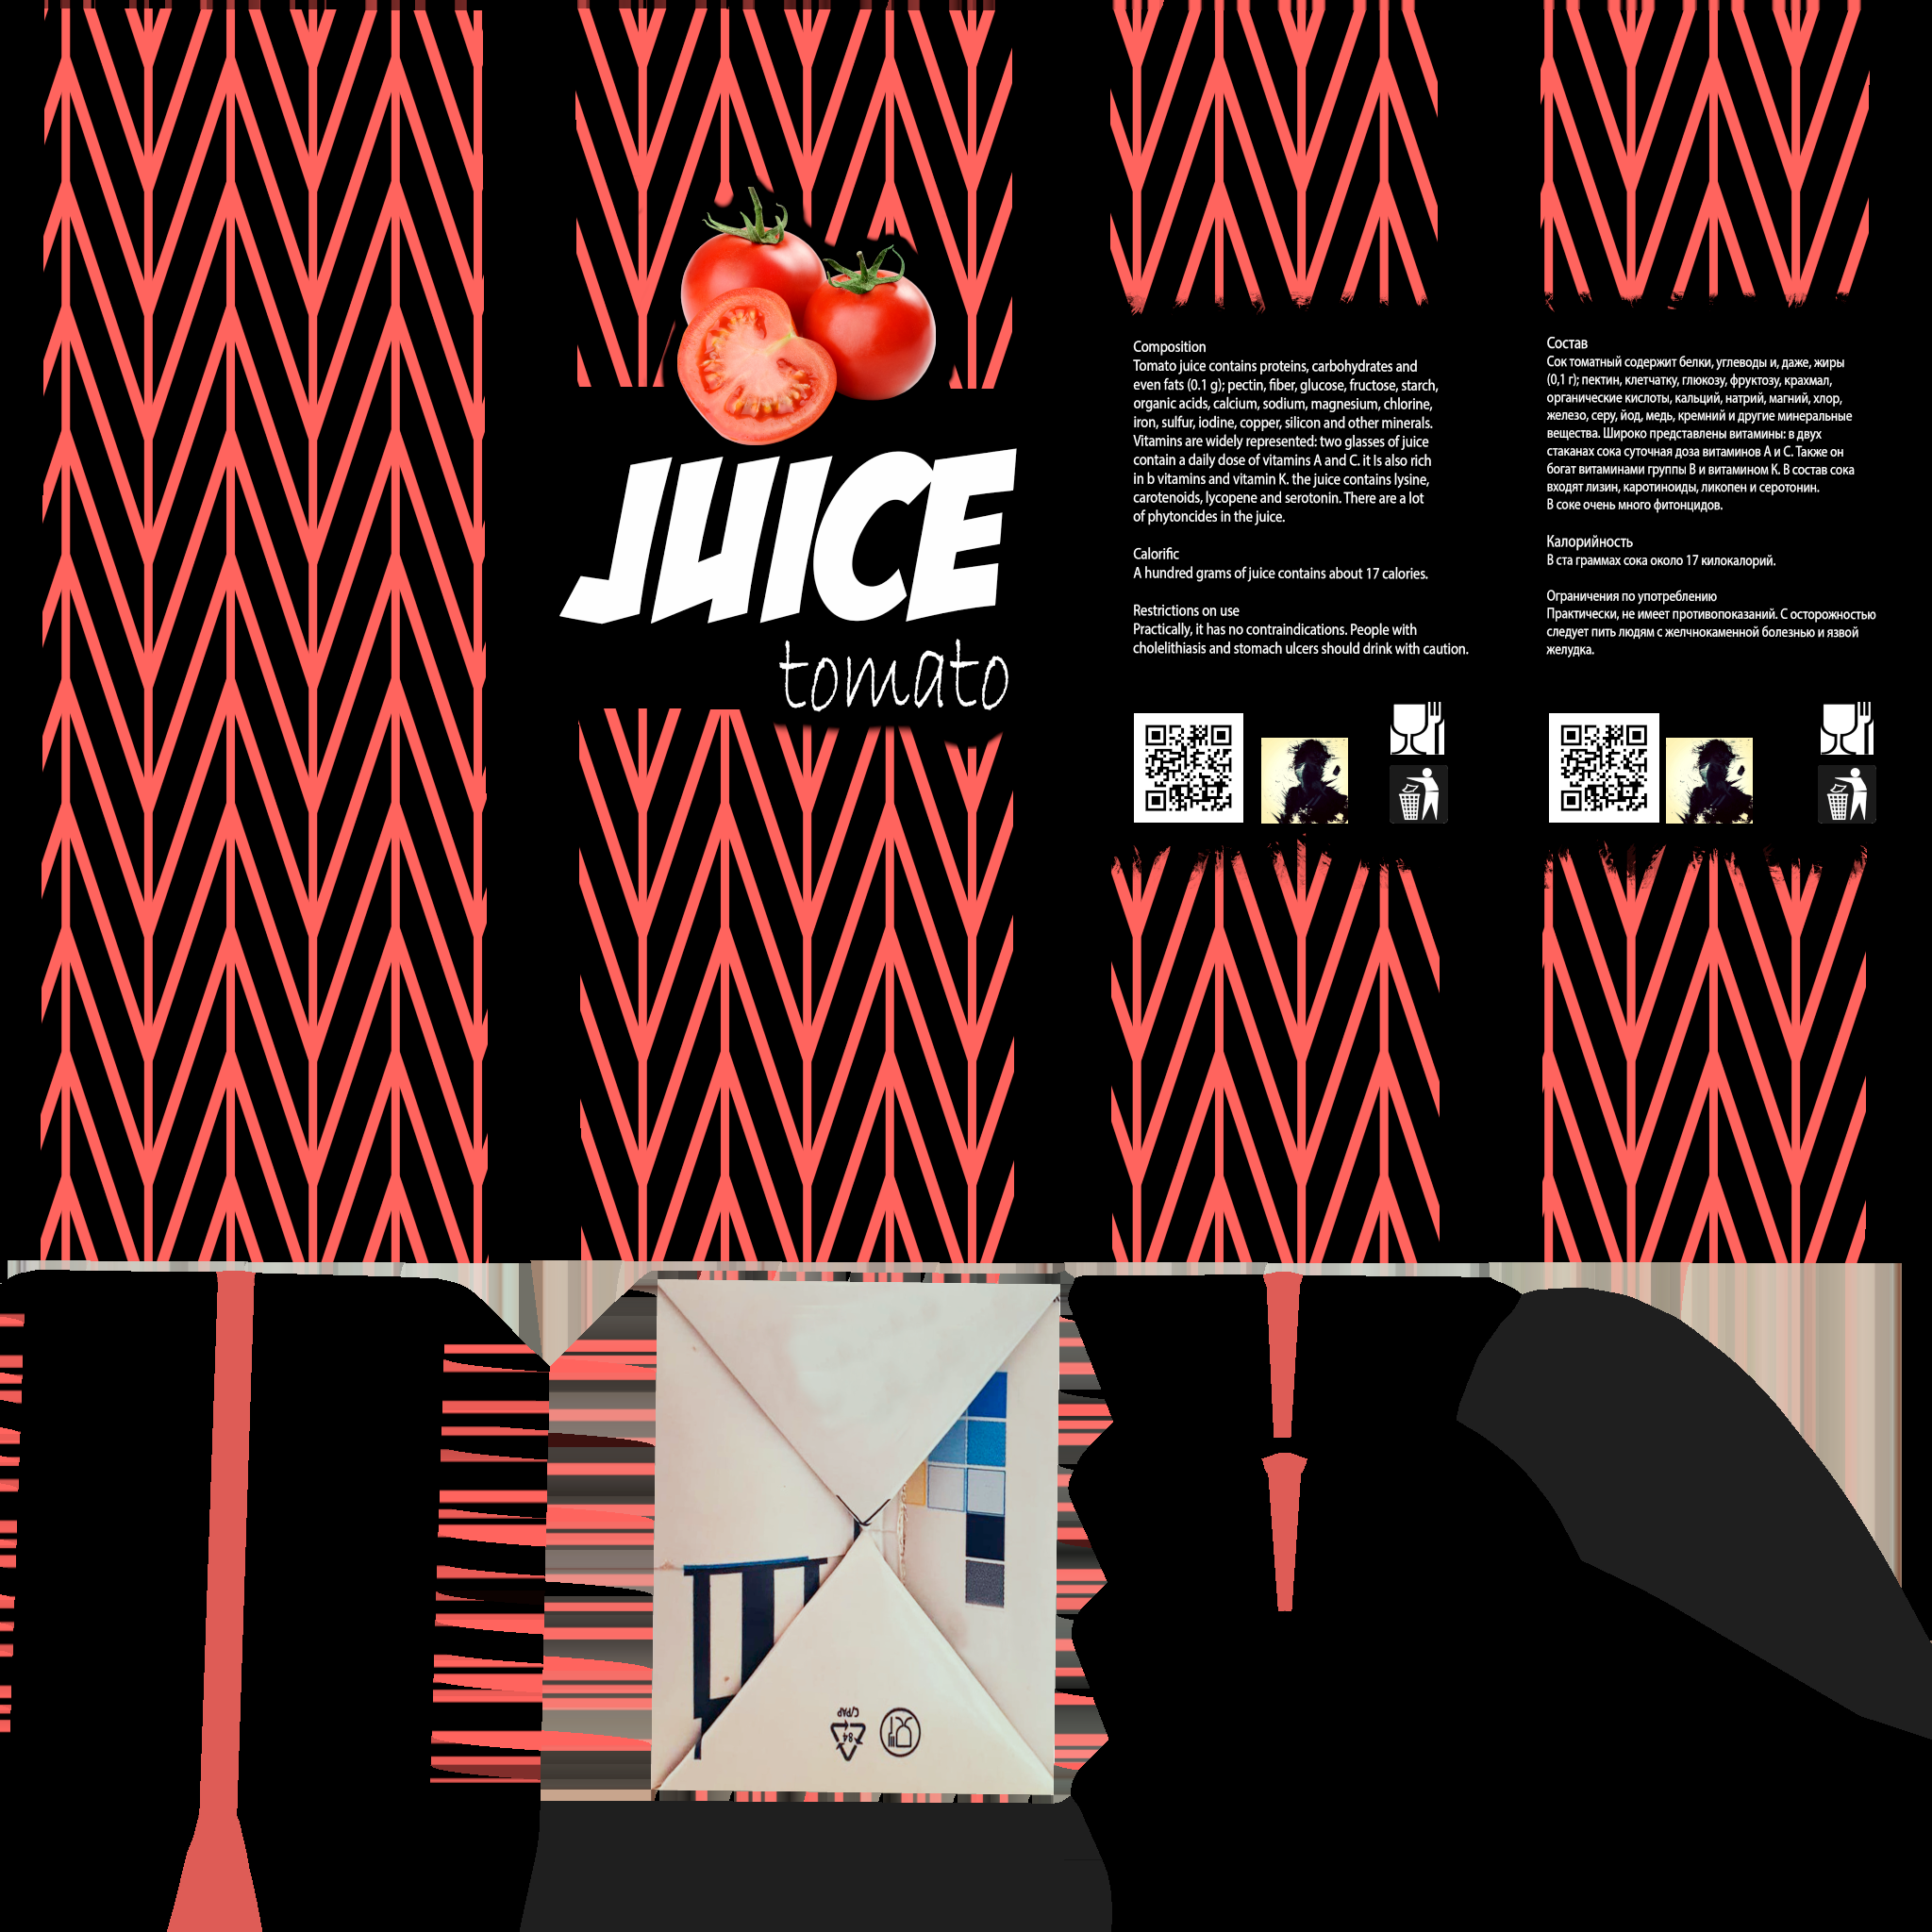 JUICE
tomato
Composition
Tomato juice contains proteins, carbohydrates and
even fats (0.1 g); pectin, fiber, glucose, fructose, starch,
organic acids, calcium, sodium, magnesium, chlorine,
iron, sulfur, iodine, copper, silicon and other minerals.
Vitamins are widely represented: two glasses of juice
contain a daily dose of vitamins A and C. it Is also rich
in b vitamins and vitamin K. the juice contains lysine,
carotenoids, lycopene and serotonin. There are a lot
of phytoncides in the juice.
Calorific
A hundred grams of juice contains about 17 calories.
Restrictions on use
Practically, it has no contraindications. People with
cholelithiasis and stomach ulcers should drink with caution.
Состав
Сок томатный содержит белки, углеводы и, даже, жиры
(0,1 г); пектин, клетчатку, глюкозу, фруктозу, крахмал,
органические кислоты, кальций, натрий, магний, хлор,
железо, серу, йод, медь, кремний и другие минеральные
вещества. Широко представлены витамины: в двух
стаканах сока суточная доза витаминов А и С. Также он
богат витаминами группы В и витамином К. В состав сока
входят лизин, каротиноиды, ликопен и серотонин.
В соке очень много фитонцидов.
Калорийность
В ста граммах сока около 17 килокалорий.
Ограничения по употреблению
Практически, не имеет противопоказаний. С осторожностью
следует пить людям с желчнокаменной болезнью и язвой
желудка.
84
C/PAP